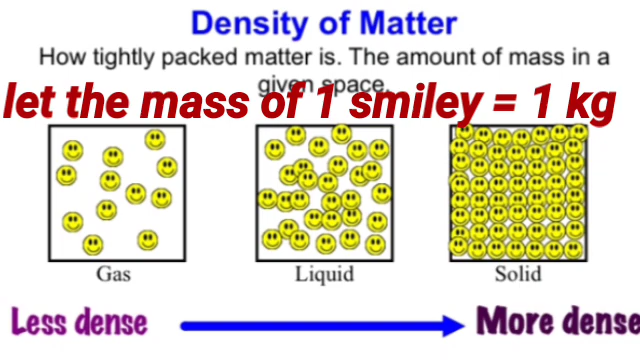 Density of Matter
How tightly packed matter is. The amount of mass in a
given space.
let the mass of 1 smiley = 1 kg
Gas
Liquid
Solid
Less dense
More dense